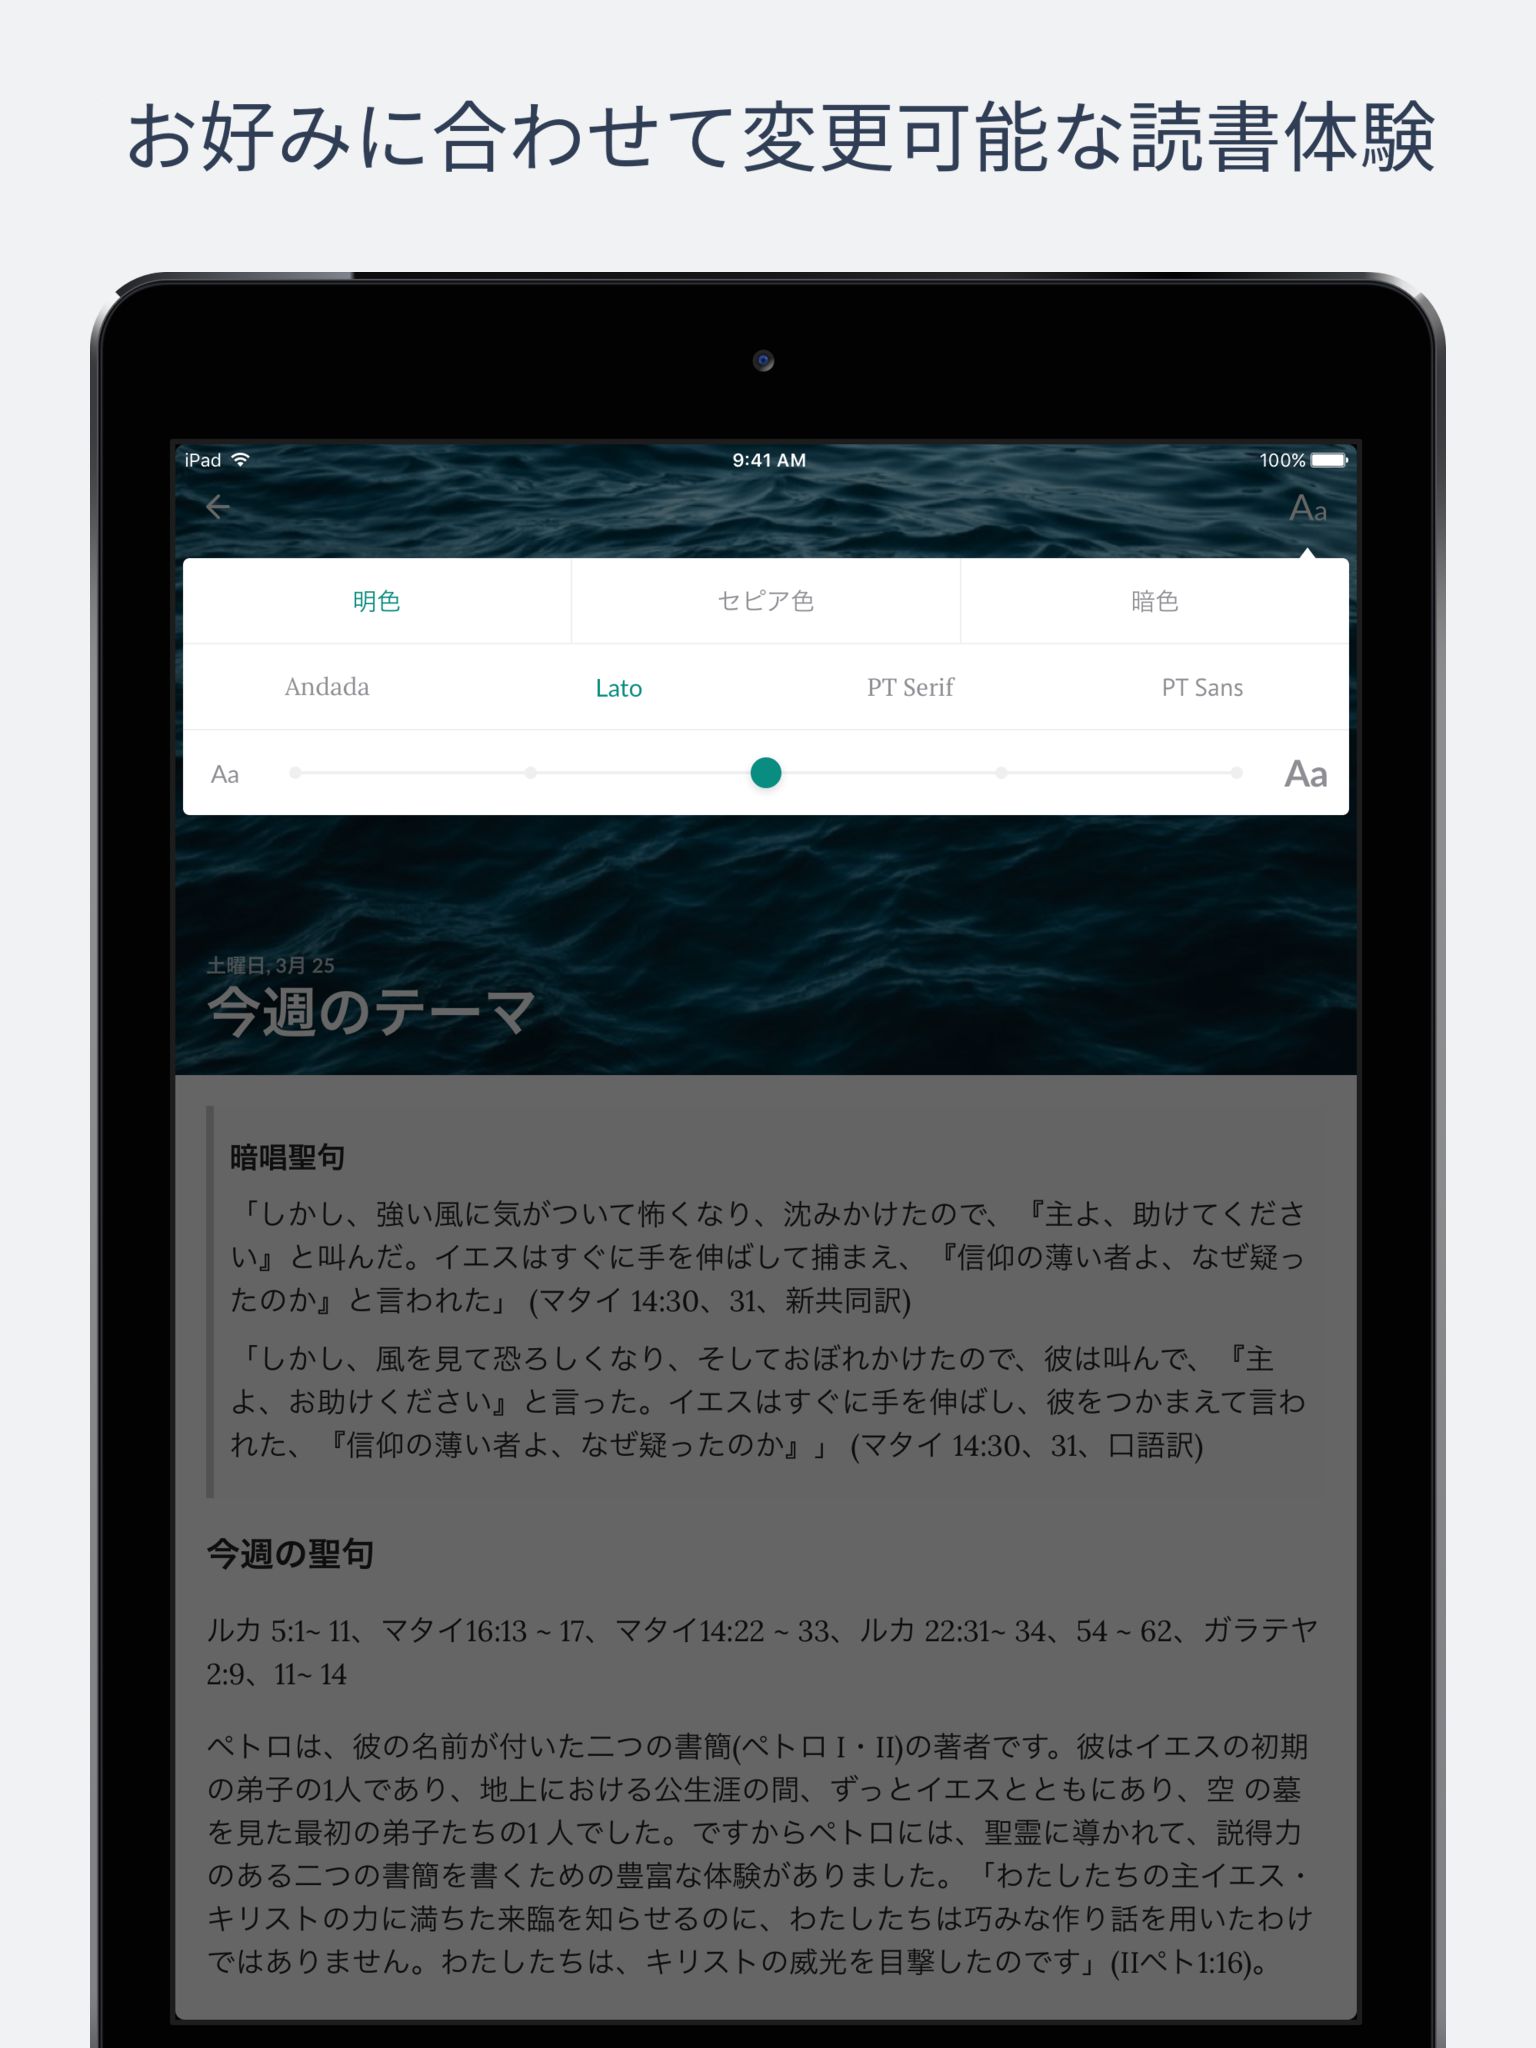 お好みに合わせて変更可能な読書体験
iPad 9:41 AM 100%
Aa
明色 セピア色 暗色
Andada Lato PT Serif PT Sans
Aa Aa
土曜日, 3月 25
今週のテーマ
暗唱聖句
「しかし、強い風に気がついて怖くなり、沈みかけたので、『主よ、助けてくださ
い』と叫んだ。イエスはすぐに手を伸ばして捕まえ、『信仰の薄い者よ、なぜ疑っ
たのか』と言われた」 (マタイ 14:30、31、新共同訳)
「しかし、風を見て恐ろしくなり、そしておぼれかけたので、彼は叫んで、『主
よ、お助けください』と言った。イエスはすぐに手を伸ばし、彼をつかまえて言わ
れた、『信仰の薄い者よ、なぜ疑ったのか』」 (マタイ 14:30、31、口語訳)
今週の聖句
ルカ 5:1~ 11、マタイ16:13 ~ 17、マタイ14:22 ~ 33、ルカ 22:31~ 34、54 ~ 62、ガラテヤ
2:9、11~ 14
ペトロは、彼の名前が付いた二つの書簡(ペトロ I・II)の著者です。彼はイエスの初期
の弟子の1人であり、地上における公生涯の間、ずっとイエスとともにあり、空 の墓
を見た最初の弟子たちの1 人でした。ですからペトロには、聖霊に導かれて、説得力
のある二つの書簡を書くための豊富な体験がありました。「わたしたちの主イエス・
キリストの力に満ちた来臨を知らせるのに、わたしたちは巧みな作り話を用いたわけ
ではありません。わたしたちは、キリストの威光を目撃したのです」(IIペト1:16)。